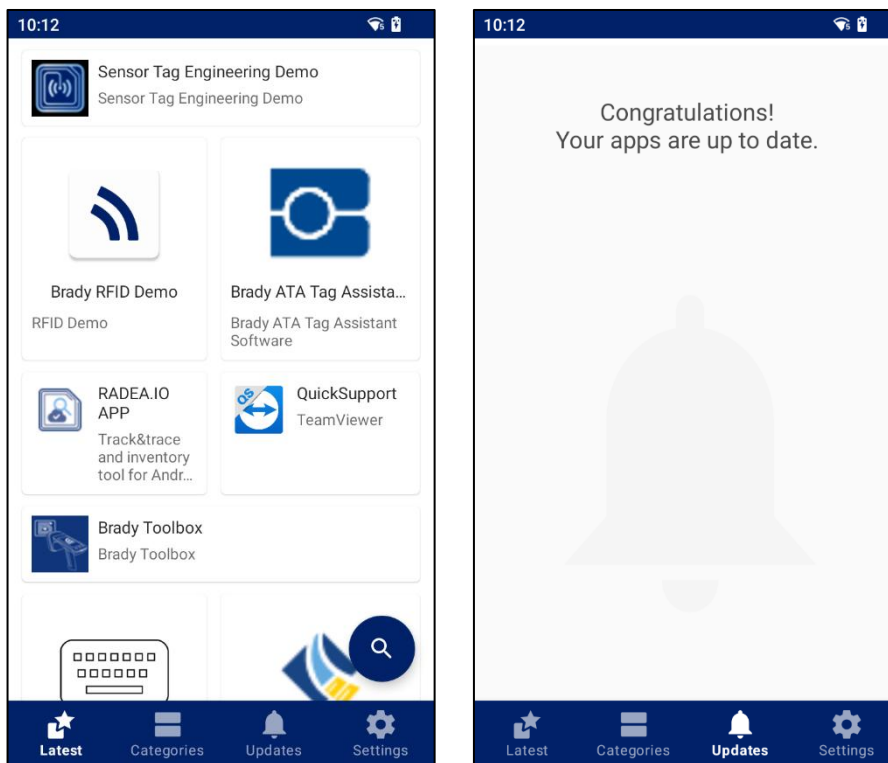 10:12
Sensor Tag Engineering Demo
Sensor Tag Engineering Demo
Brady RFID Demo
RFID Demo
Brady ATA Tag Assista...
Brady ATA Tag Assistant
Software
RADEA.IO
APP
Track&trace
and inventory
tool for Andr...
QS
QuickSupport
TeamViewer
Brady Toolbox
Brady Toolbox
Latest
Categories
Updates
Settings
10:12
Congratulations!
Your apps are up to date.
Latest
Categories
Updates
Settings